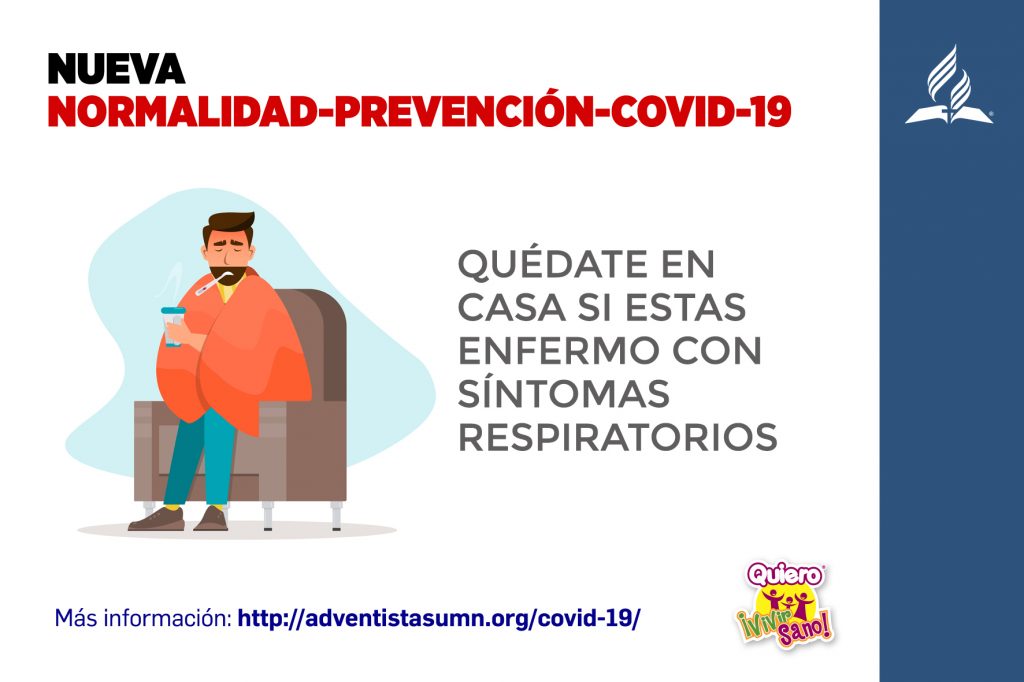 NUEVA
NORMALIDAD-PREVENCIÓN-COVID-19
QUÉDATE EN
CASA SI ESTAS
ENFERMO CON
SÍNTOMAS
RESPIRATORIOS
Más información: http://adventistasumn.org/covid-19/
Quiero
¡Vivir
Sano!